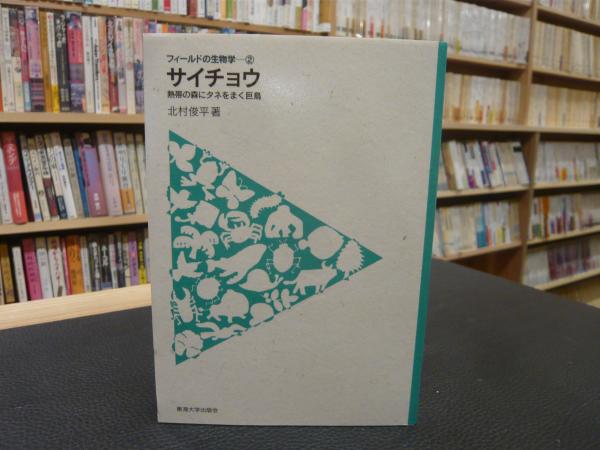 フィールドの生物学—②
サイチョウ
熱帯の森にタネをまく巨鳥
北村俊平 著
東海大学出版会